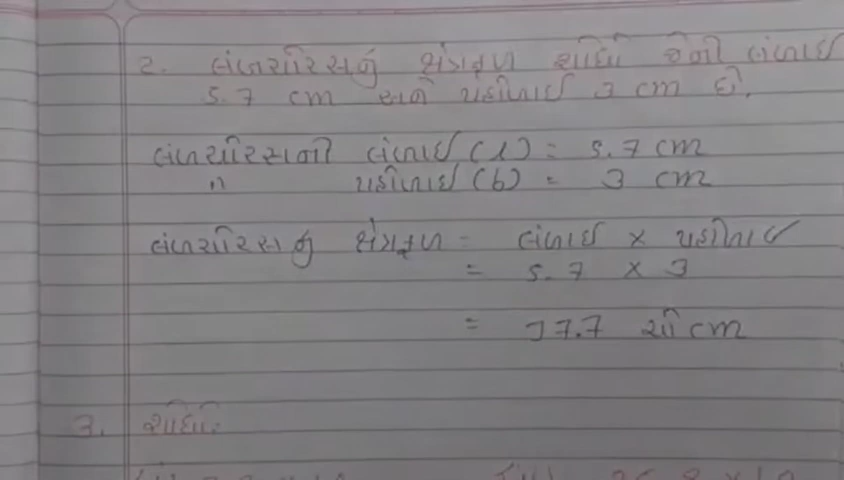 2. લંબચોરસનું ક્ષેત્રફળ શોધો જેની લંબાઈ
5.7 cm અને પહોળાઈ 3 cm છે.
લંબચોરસની લંબાઈ (l) = 5.7 cm
" પહોળાઈ (b) = 3 cm
લંબચોરસનું ક્ષેત્રફળ = લંબાઈ x પહોળાઈ
= 5.7 x 3
= 17.1 ચો cm
3. શોધો: